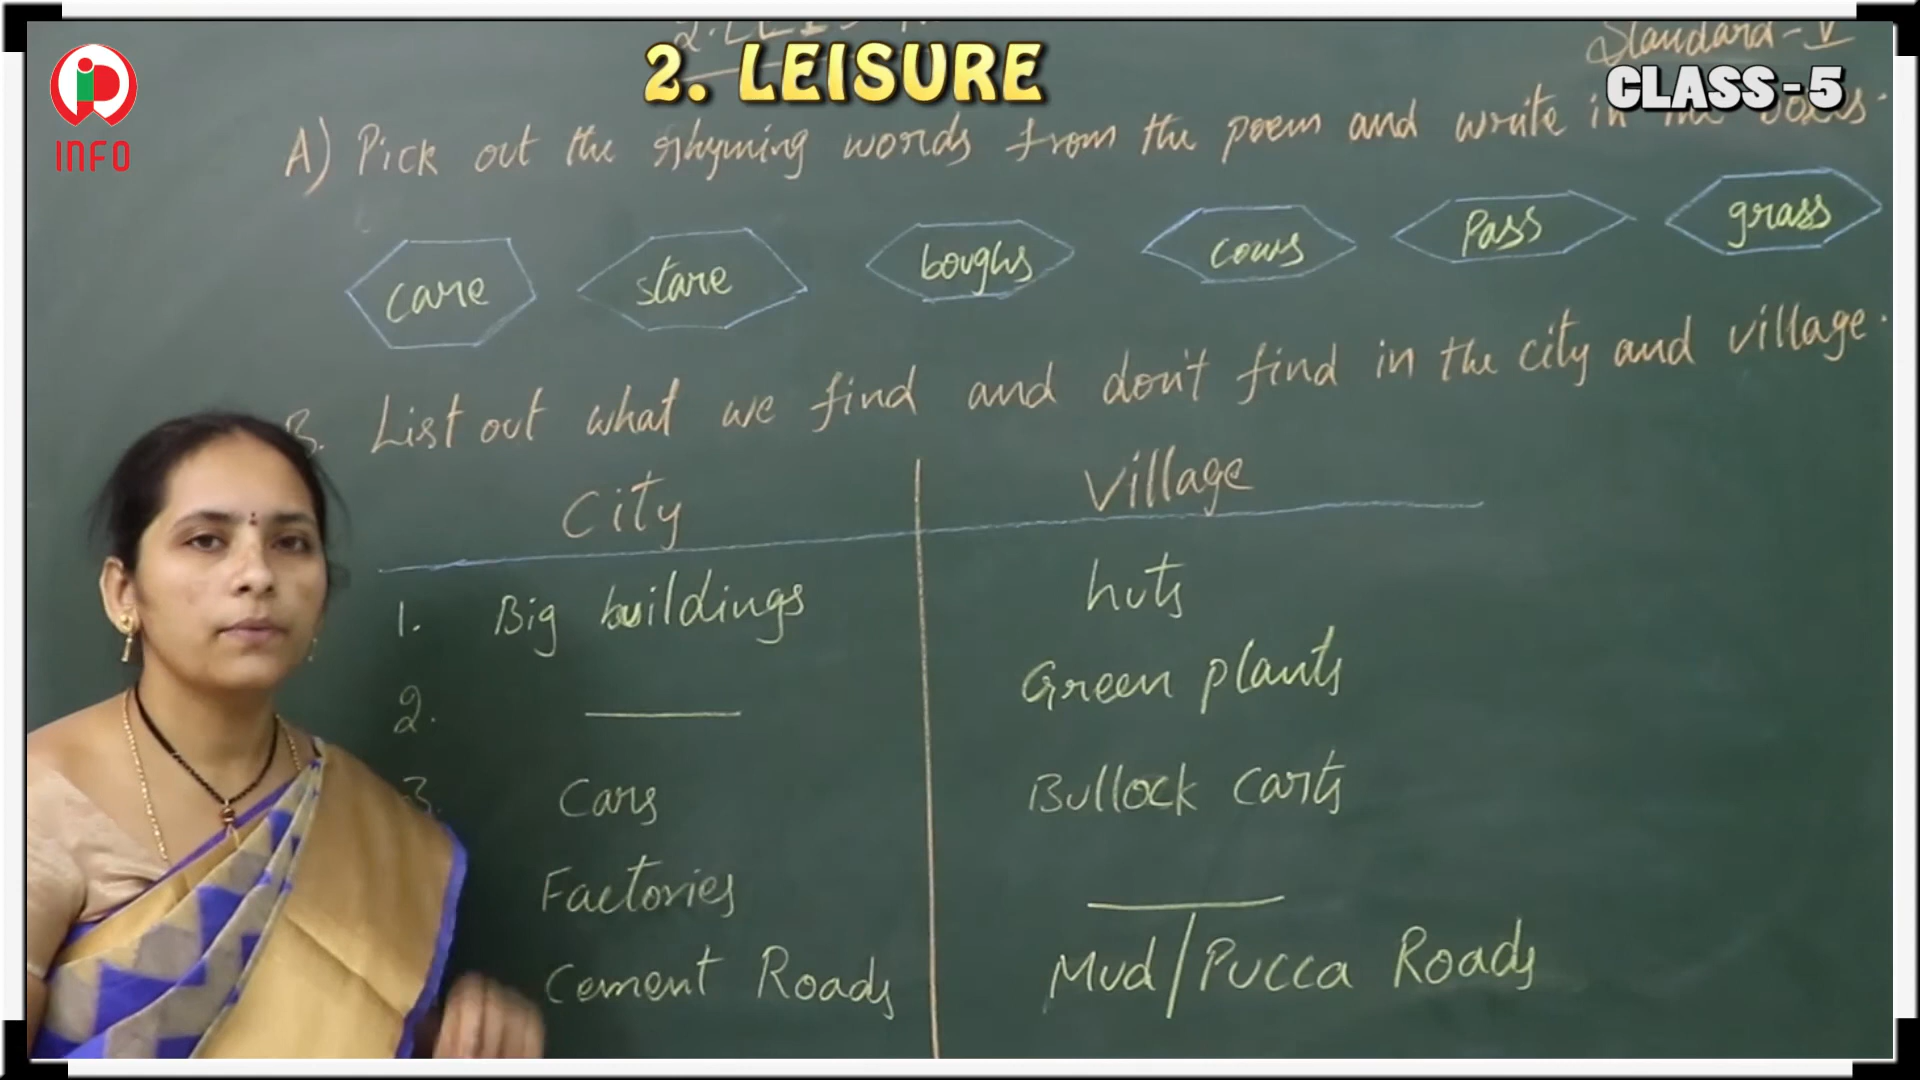 2. LEISURE
Standard - V
CLASS-5
INFO
A) Pick out the rhyming words from the poem and write in the boxes.
care stare boughs cows Pass grass
B. List out what we find and don't find in the city and village.
City Village
1. Big buildings huts
2. Green plants
3. Cars Bullock carts
Factories
Cement Roads Mud/Pucca Roads